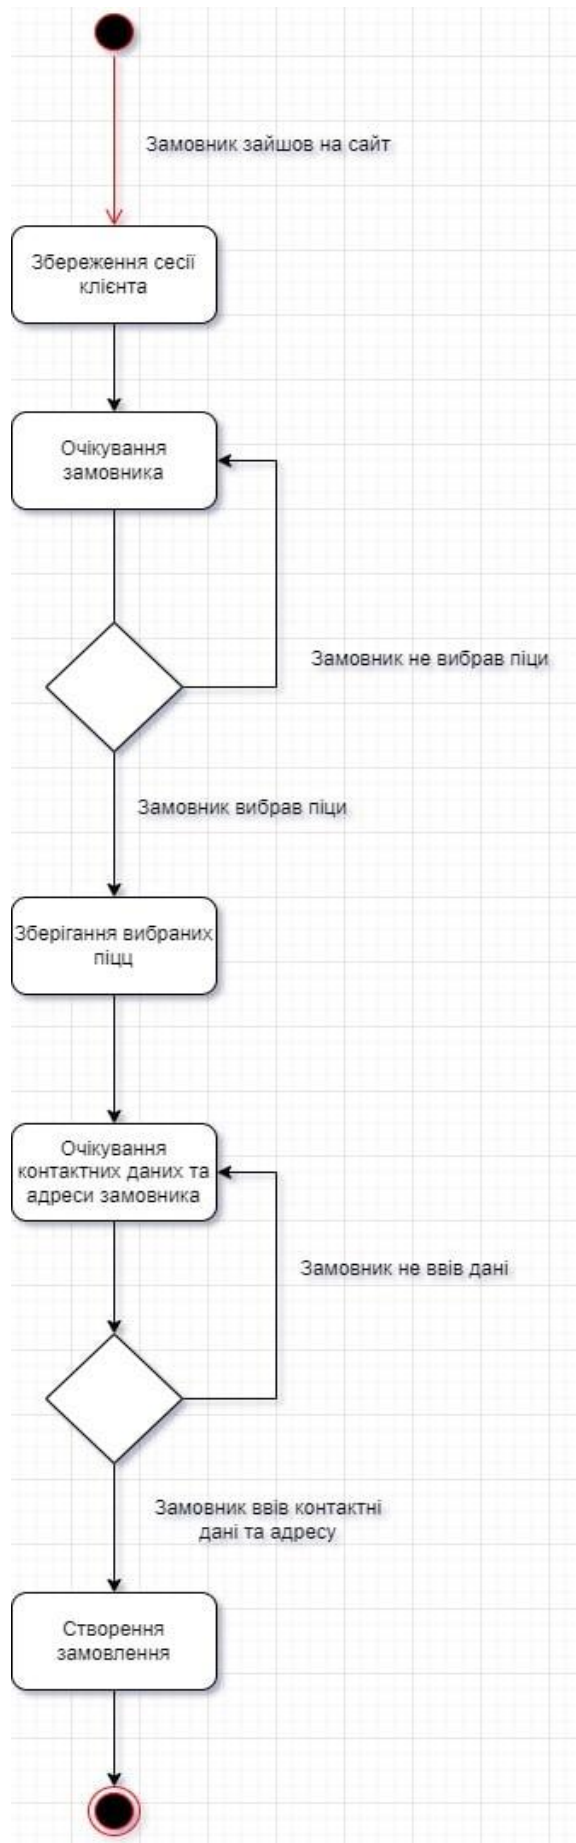 Замовник зайшов на сайт
Збереження сесії
клієнта
Очікування
замовника
Замовник не вибрав піци
Замовник вибрав піци
Зберігання вибраних
піцц
Очікування
контактних даних та
адреси замовника
Замовник не ввів дані
Замовник ввів контактні
дані та адресу
Створення
замовлення